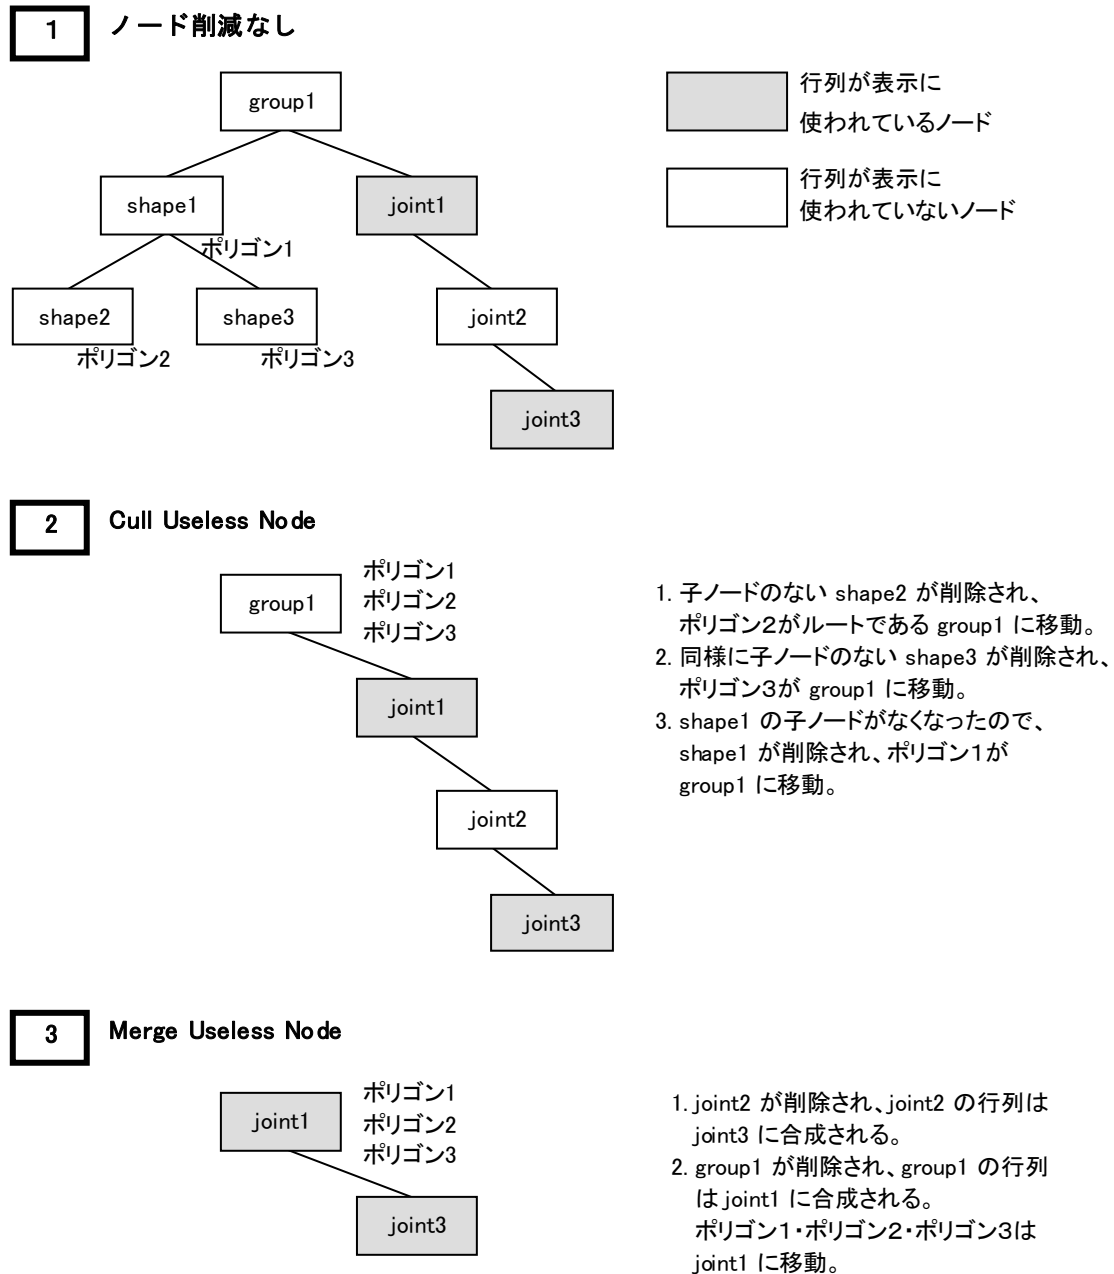 1 ノード削減なし
group1
行列が表示に
使われているノード
行列が表示に
使われていないノード
shape1
joint1
ポリゴン1
shape2
shape3
joint2
ポリゴン2
ポリゴン3
joint3
2 Cull Useless Node
group1
ポリゴン1
ポリゴン2
ポリゴン3
joint1
joint2
joint3
1. 子ノードのない shape2 が削除され、
ポリゴン２がルートである group1 に移動。
2. 同様に子ノードのない shape3 が削除され、
ポリゴン３が group1 に移動。
3. shape1 の子ノードがなくなったので、
shape1 が削除され、ポリゴン１が
group1 に移動。
3 Merge Useless Node
joint1
ポリゴン1
ポリゴン2
ポリゴン3
joint3
1. joint2 が削除され、joint2 の行列は
joint3 に合成される。
2. group1 が削除され、group1 の行列
は joint1 に合成される。
ポリゴン１・ポリゴン２・ポリゴン３は
joint1 に移動。